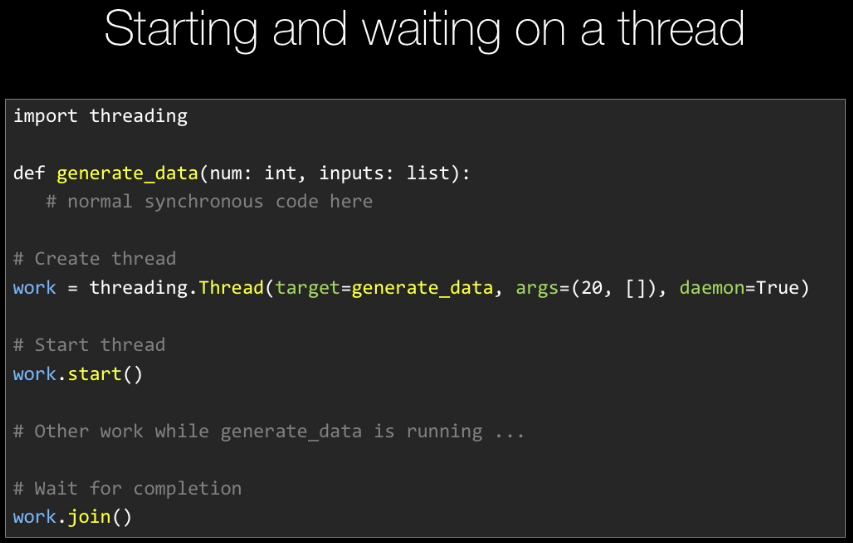 Starting and waiting on a thread
import threading
def generate_data(num: int, inputs: list):
# normal synchronous code here
# Create thread
work = threading.Thread(target=generate_data, args=(20, []), daemon=True)
# Start thread
work.start()
# Other work while generate_data is running ...
# Wait for completion
work.join()